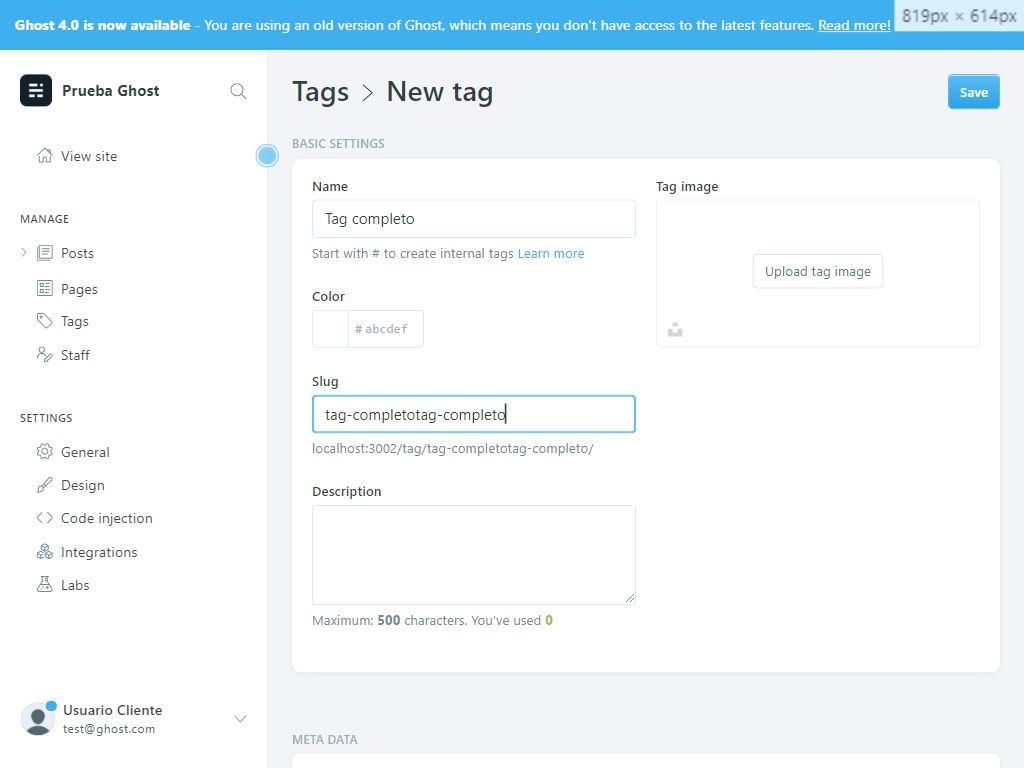 Ghost 4.0 is now available - You are using an old version of Ghost, which means you don't have access to the latest features. Read more!
819px × 614px
Prueba Ghost
View site
MANAGE
Posts
Pages
Tags
Staff
SETTINGS
General
Design
Code injection
Integrations
Labs
Usuario Cliente
test@ghost.com
Tags > New tag
Save
BASIC SETTINGS
Name
Tag completo
Start with # to create internal tags Learn more
Color
# abcdef
Slug
tag-completotag-completo
localhost:3002/tag/tag-completotag-completo/
Description
Maximum: 500 characters. You've used 0
Tag image
Upload tag image
META DATA